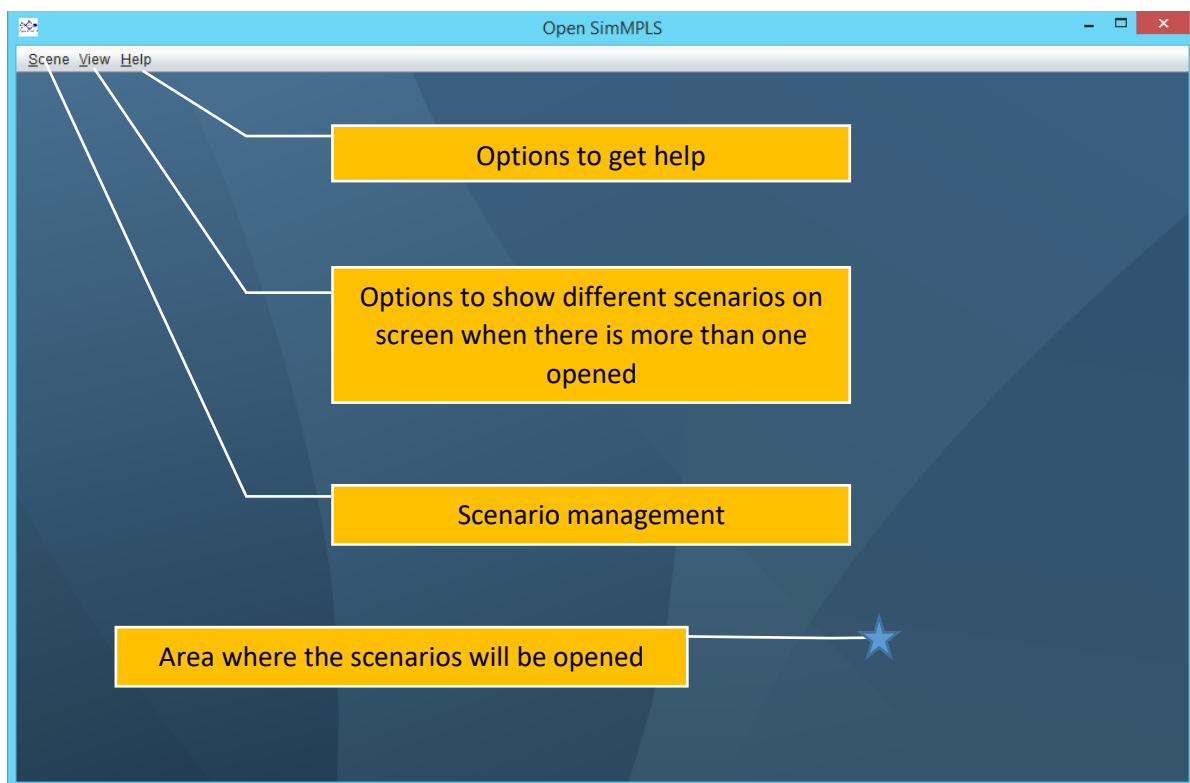 Open SimMPLS
Scene View Help
Options to get help
Options to show different scenarios on
screen when there is more than one
opened
Scenario management
Area where the scenarios will be opened